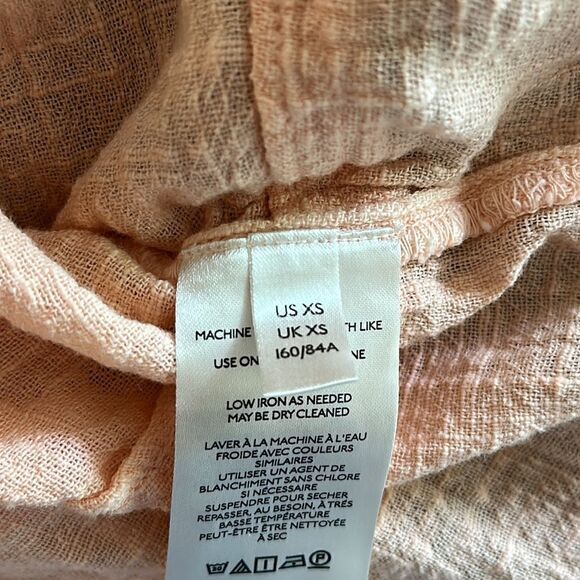 US XS
UK XS
160/84A
MACHINE TH LIKE
USE ON NE
LOW IRON AS NEEDED
MAY BE DRY CLEANED
LAVER À LA MACHINE À L'EAU
FROIDE AVEC COULEURS
SIMILAIRES
UTILISER UN AGENT DE
BLANCHIMENT SANS CHLORE
SI NÉCESSAIRE
SUSPENDRE POUR SECHER
REPASSER, AU BESOIN, À TRÉS
BASSE TEMPÉRATURE
PEUT-ÊTRE ÊTRE NETTOYÉE
À SEC
30
P